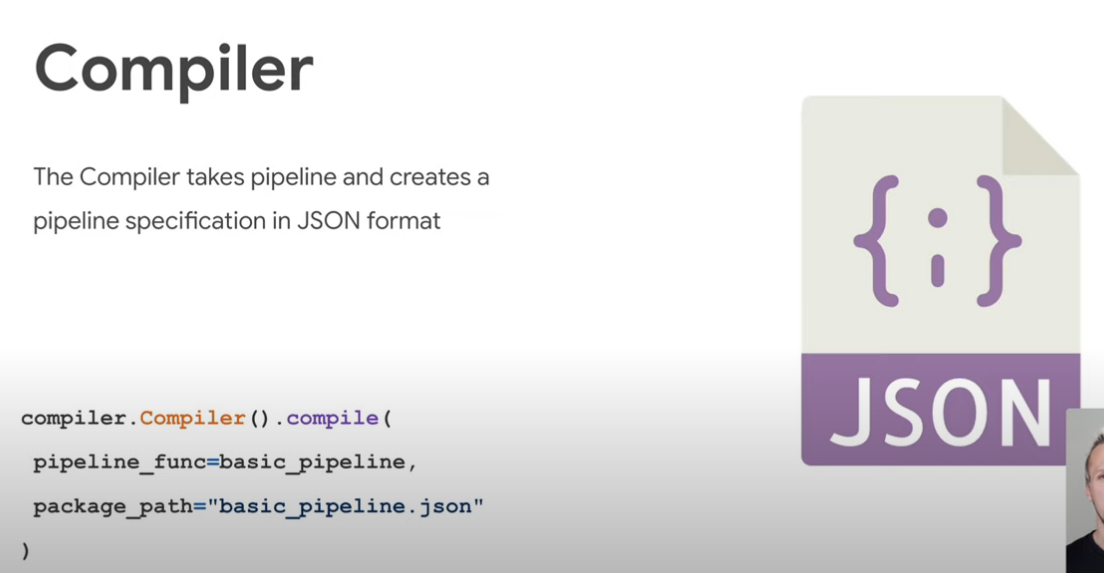 Compiler
The Compiler takes pipeline and creates a
pipeline specification in JSON format
{;}
JSON
compiler.Compiler().compile(
pipeline_func=basic_pipeline,
package_path="basic_pipeline.json"
)